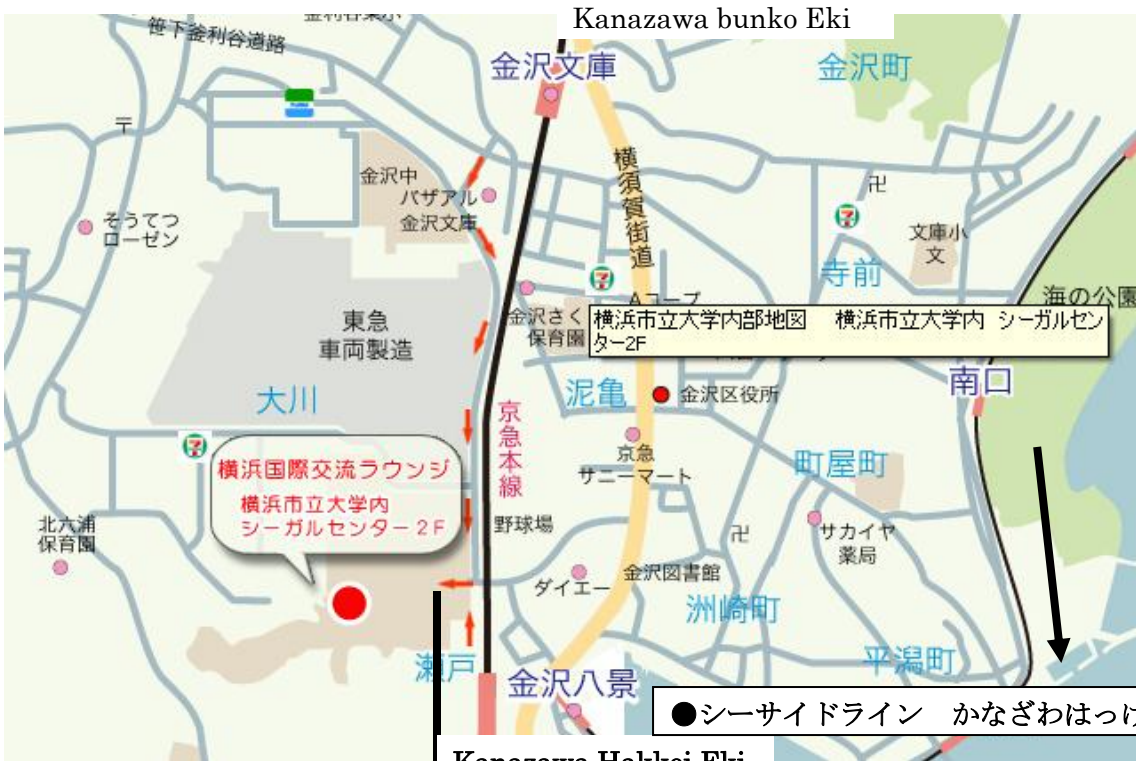 Kanazawa bunko Eki
笹下釜利谷道路
金沢文庫
金沢町
〒
横須賀街道
金沢中
バザアル
金沢文庫
卍
7
文庫小
文
そうてつ
ローゼン
寺前
7
海の公園
Aコープ
東急
車両製造
金沢さく
保育園
横浜市立大学内部地図 横浜市立大学内 シーガルセン
ター2F
南口
大川
泥亀
金沢区役所
京急本線
7
京急
サニーマート
町屋町
横浜国際交流ラウンジ
横浜市立大学内
シーガルセンター2F
北六浦
保育園
野球場
卍
サカイヤ
薬局
ダイエー
金沢図書館
洲崎町
瀬戸
平潟町
金沢八景
●シーサイドライン かなざわはっけ
Kanazawa Hakkei Eki